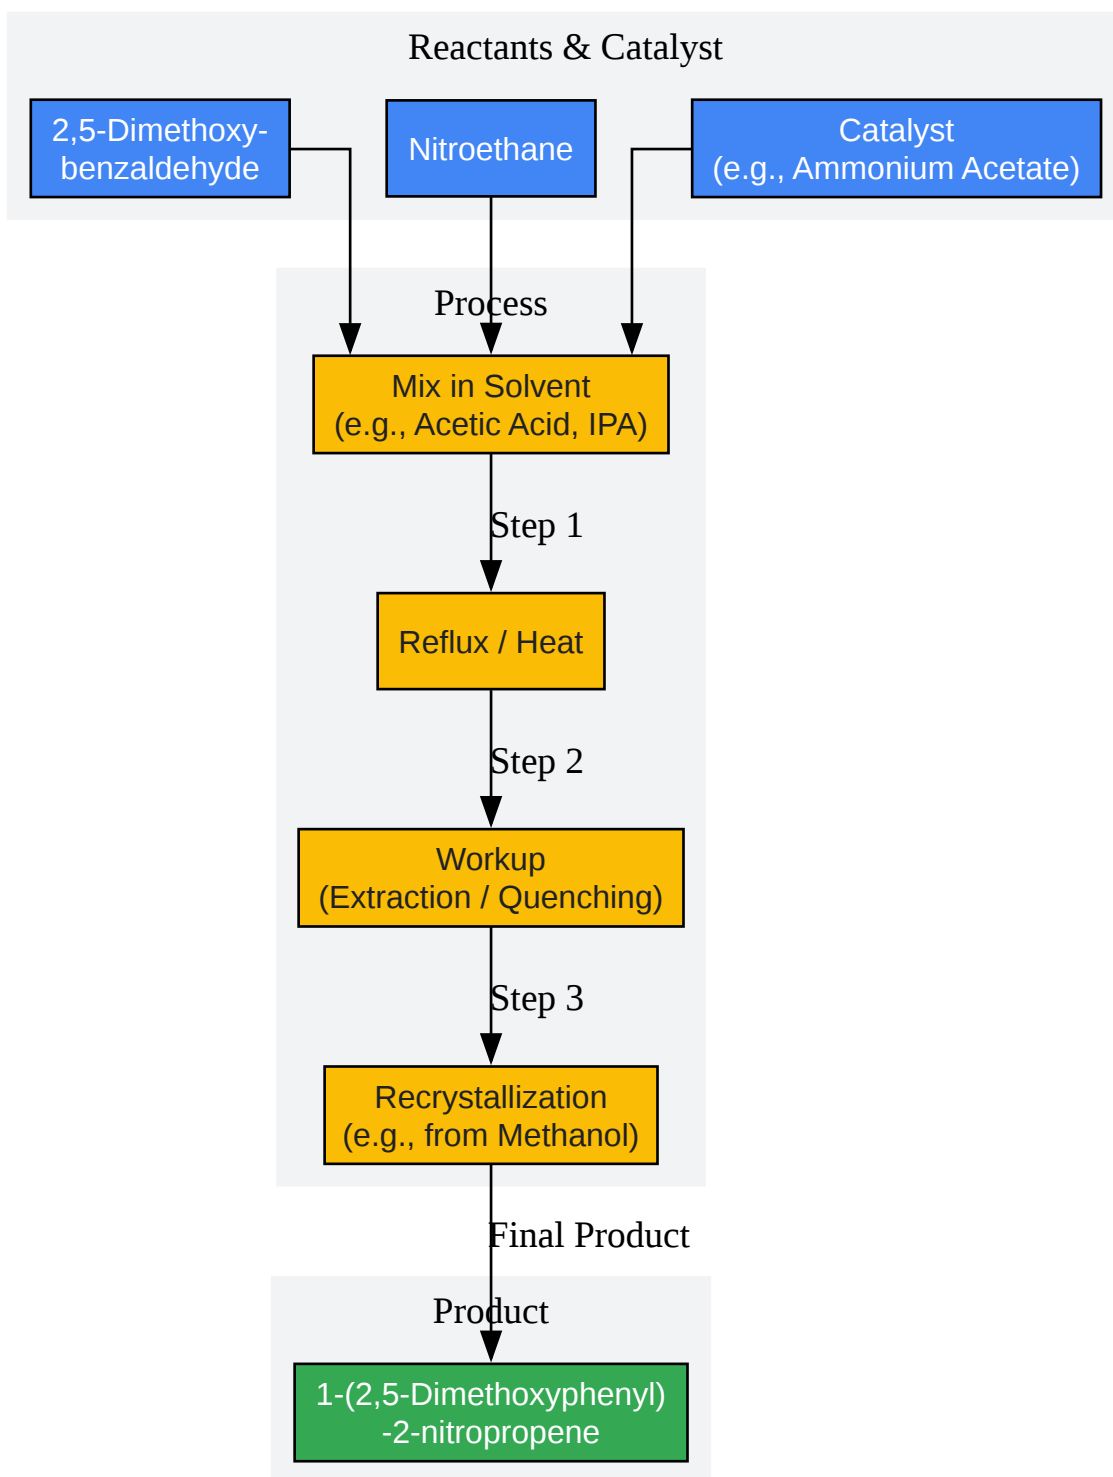 Reactants & Catalyst
2,5-Dimethoxy-
benzaldehyde
Nitroethane
Catalyst
(e.g., Ammonium Acetate)
Process
Mix in Solvent
(e.g., Acetic Acid, IPA)
Step 1
Reflux / Heat
Step 2
Workup
(Extraction / Quenching)
Step 3
Recrystallization
(e.g., from Methanol)
Final Product
Product
1-(2,5-Dimethoxyphenyl)
-2-nitropropene